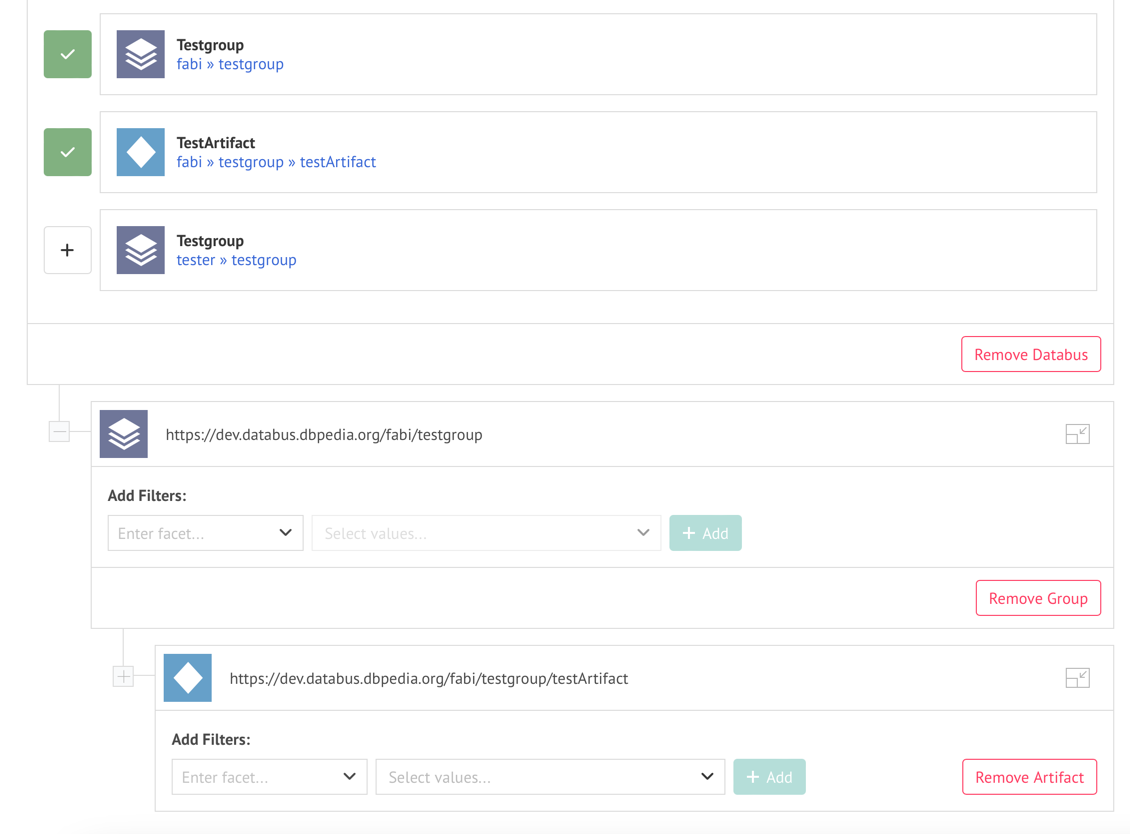 Testgroup
fabi » testgroup
TestArtifact
fabi » testgroup » testArtifact
Testgroup
tester » testgroup
Remove Databus
https://dev.databus.dbpedia.org/fabi/testgroup
Add Filters:
Enter facet... Select values... + Add
Remove Group
https://dev.databus.dbpedia.org/fabi/testgroup/testArtifact
Add Filters:
Enter facet... Select values... + Add Remove Artifact